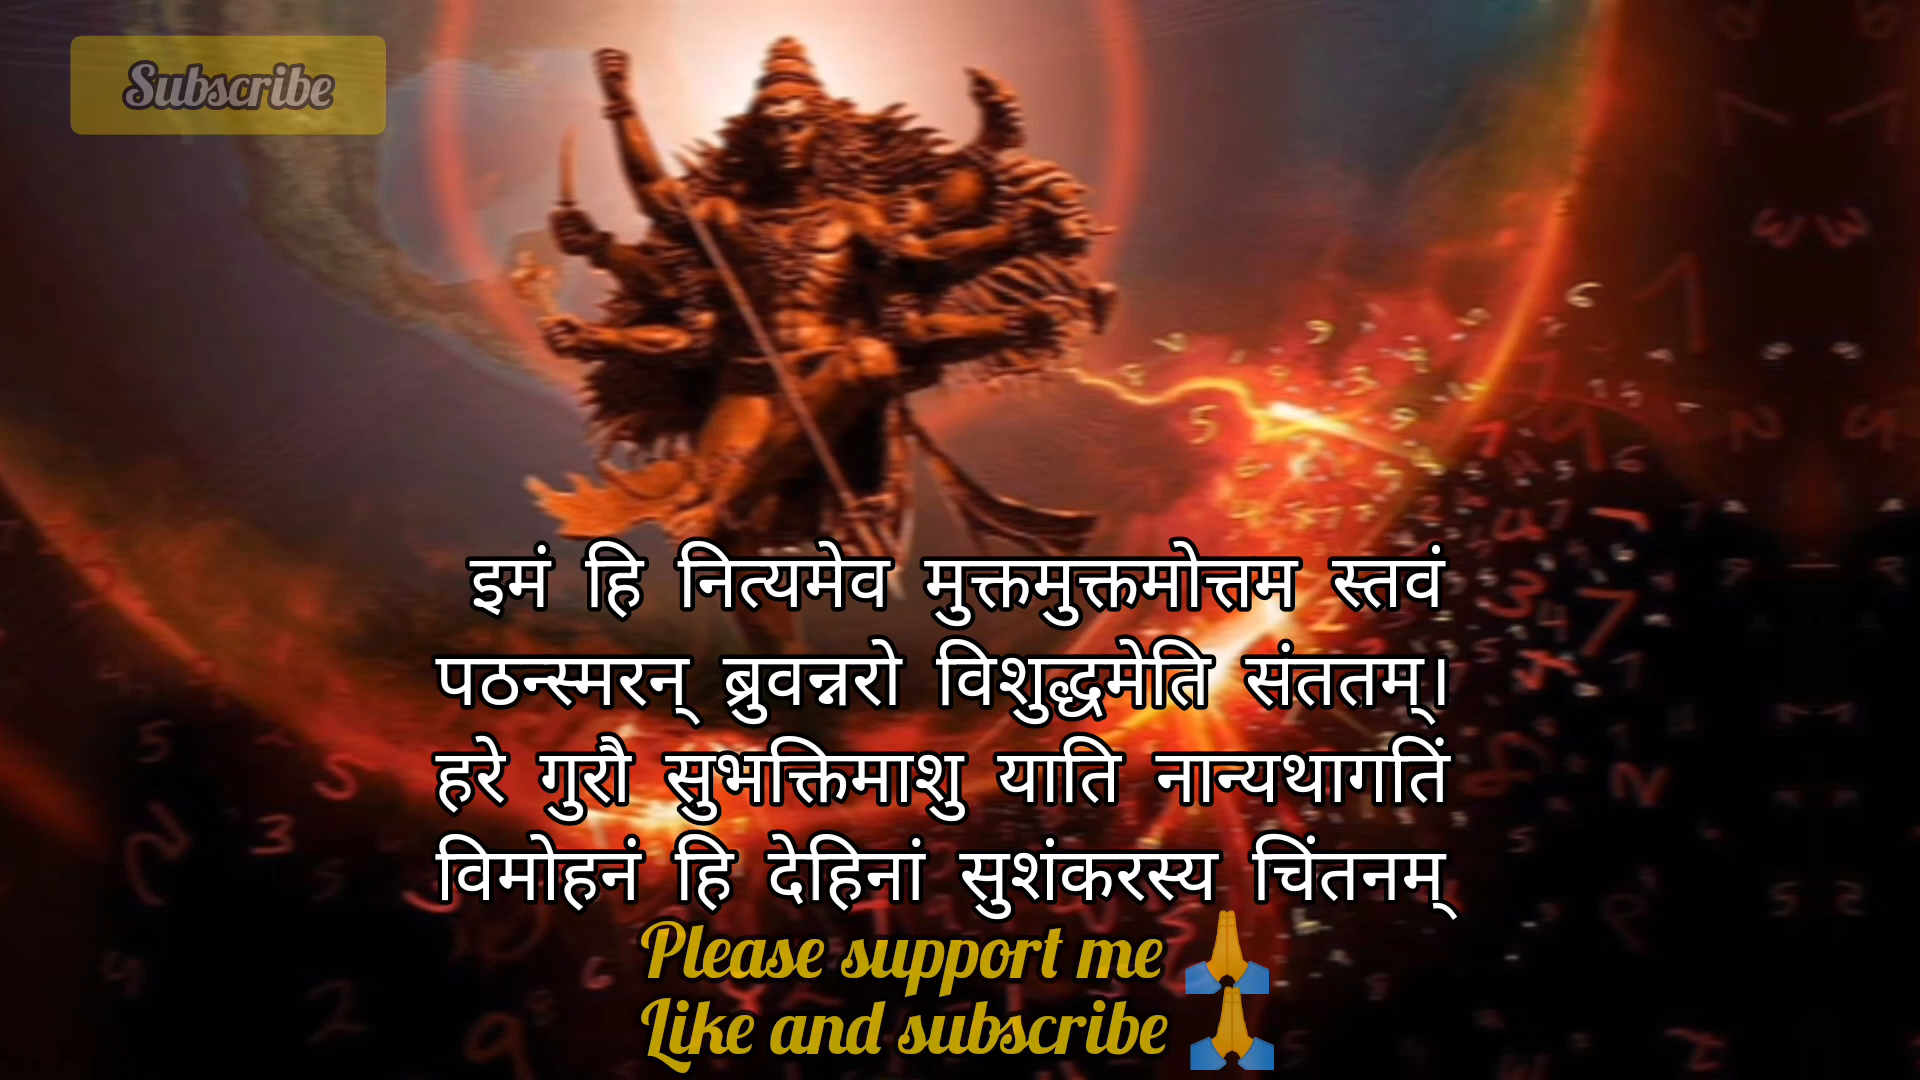 Subscribe
इमं हि नित्यमेव मुक्तमुक्तमोत्तम स्तवं
पठन्स्मरन् ब्रुवन्नरो विशुद्धमेति संततम्।
हरे गुरौ सुभक्तिमाशु याति नान्यथागतिं
विमोहनं हि देहिनां सुशंकरस्य चिंतनम्
Please support me 🙏
Like and subscribe 🙏